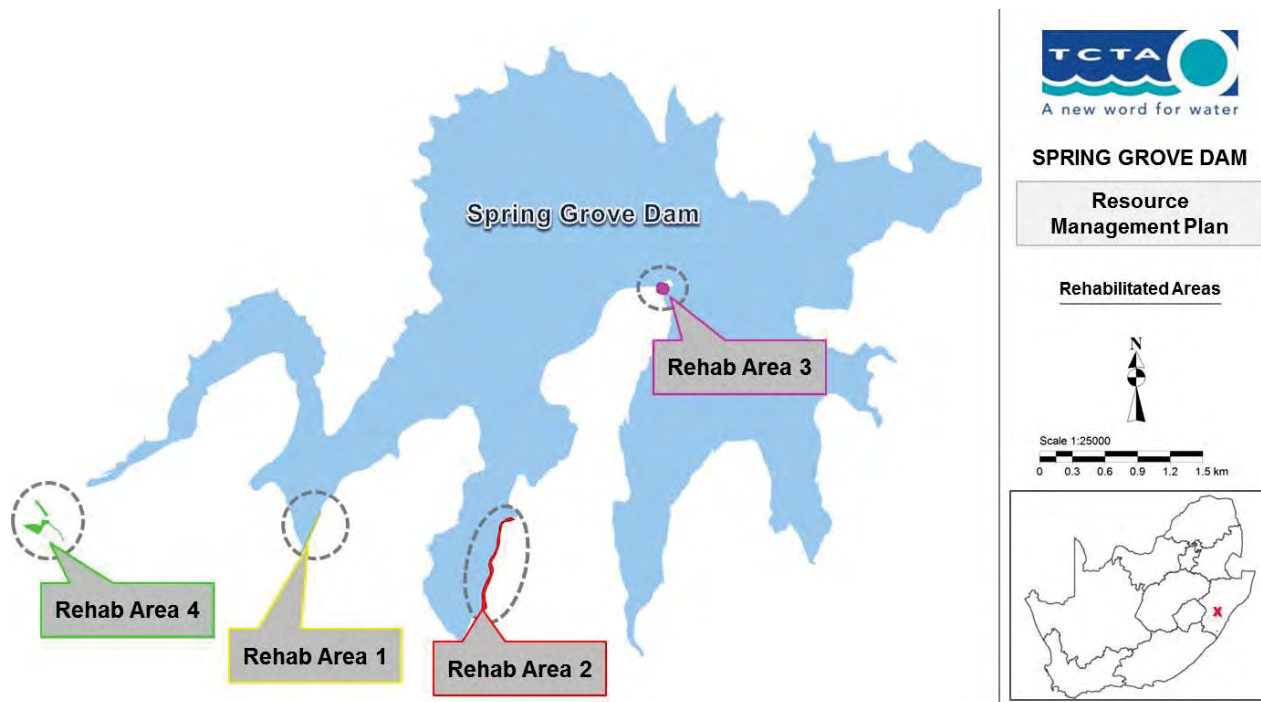 Spring Grove Dam
Rehab Area 3
Rehab Area 4
Rehab Area 1
Rehab Area 2
TCTA
A new word for water
SPRING GROVE DAM
Resource
Management Plan
Rehabilitated Areas
N
Scale 1:25000
0 0.3 0.6 0.9 1.2 1.5 km
X